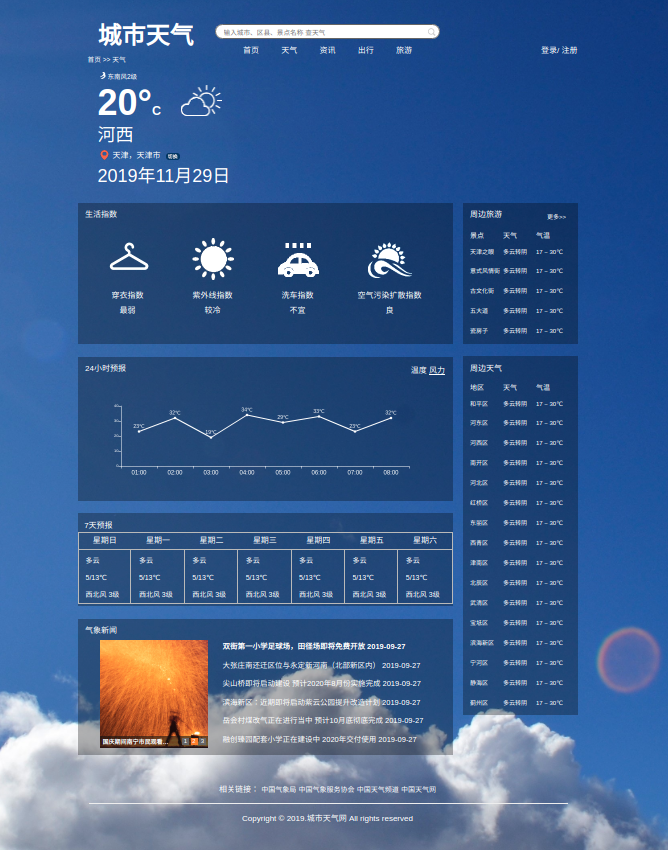 城市天气
输入城市、区县、景点名称 查天气
首页 天气 资讯 出行 旅游
登录/ 注册
首页 >> 天气
东南风2级
20°C
河西
天津，天津市 切换
2019年11月29日
生活指数
穿衣指数 紫外线指数 洗车指数 空气污染扩散指数
最弱 较冷 不宜 良
周边旅游 更多>>
景点 天气 气温
天津之眼 多云转阴 17 ~ 30℃
意式风情街 多云转阴 17 ~ 30℃
古文化街 多云转阴 17 ~ 30℃
五大道 多云转阴 17 ~ 30℃
瓷房子 多云转阴 17 ~ 30℃
24小时预报
温度 风力
23℃ 32℃ 19℃ 34℃ 29℃ 33℃ 23℃ 32℃
01:00 02:00 03:00 04:00 05:00 06:00 07:00 08:00
周边天气
地区 天气 气温
和平区 多云转阴 17 ~ 30℃
河东区 多云转阴 17 ~ 30℃
河西区 多云转阴 17 ~ 30℃
南开区 多云转阴 17 ~ 30℃
河北区 多云转阴 17 ~ 30℃
红桥区 多云转阴 17 ~ 30℃
东丽区 多云转阴 17 ~ 30℃
西青区 多云转阴 17 ~ 30℃
津南区 多云转阴 17 ~ 30℃
北辰区 多云转阴 17 ~ 30℃
武清区 多云转阴 17 ~ 30℃
宝坻区 多云转阴 17 ~ 30℃
滨海新区 多云转阴 17 ~ 30℃
宁河区 多云转阴 17 ~ 30℃
静海区 多云转阴 17 ~ 30℃
蓟州区 多云转阴 17 ~ 30℃
7天预报
星期日 星期一 星期二 星期三 星期四 星期五 星期六
多云 多云 多云 多云 多云 多云 多云
5/13℃ 5/13℃ 5/13℃ 5/13℃ 5/13℃ 5/13℃ 5/13℃
西北风 3级 西北风 3级 西北风 3级 西北风 3级 西北风 3级 西北风 3级 西北风 3级
气象新闻
国庆期间南宁市民观看... 1 2 3
双街第一小学足球场，田径场即将免费开放 2019-09-27
大张庄南还迁区位与永定新河南（北部新区内） 2019-09-27
尖山桥即将启动建设 预计2020年8月份实施完成 2019-09-27
滨海新区：近期即将启动紫云公园提升改造计划 2019-09-27
岳会村煤改气正在进行当中 预计10月底彻底完成 2019-09-27
融创臻园配套小学正在建设中 2020年交付使用 2019-09-27
相关链接： 中国气象局 中国气象服务协会 中国天气频道 中国天气网
Copyright © 2019.城市天气网 All rights reserved